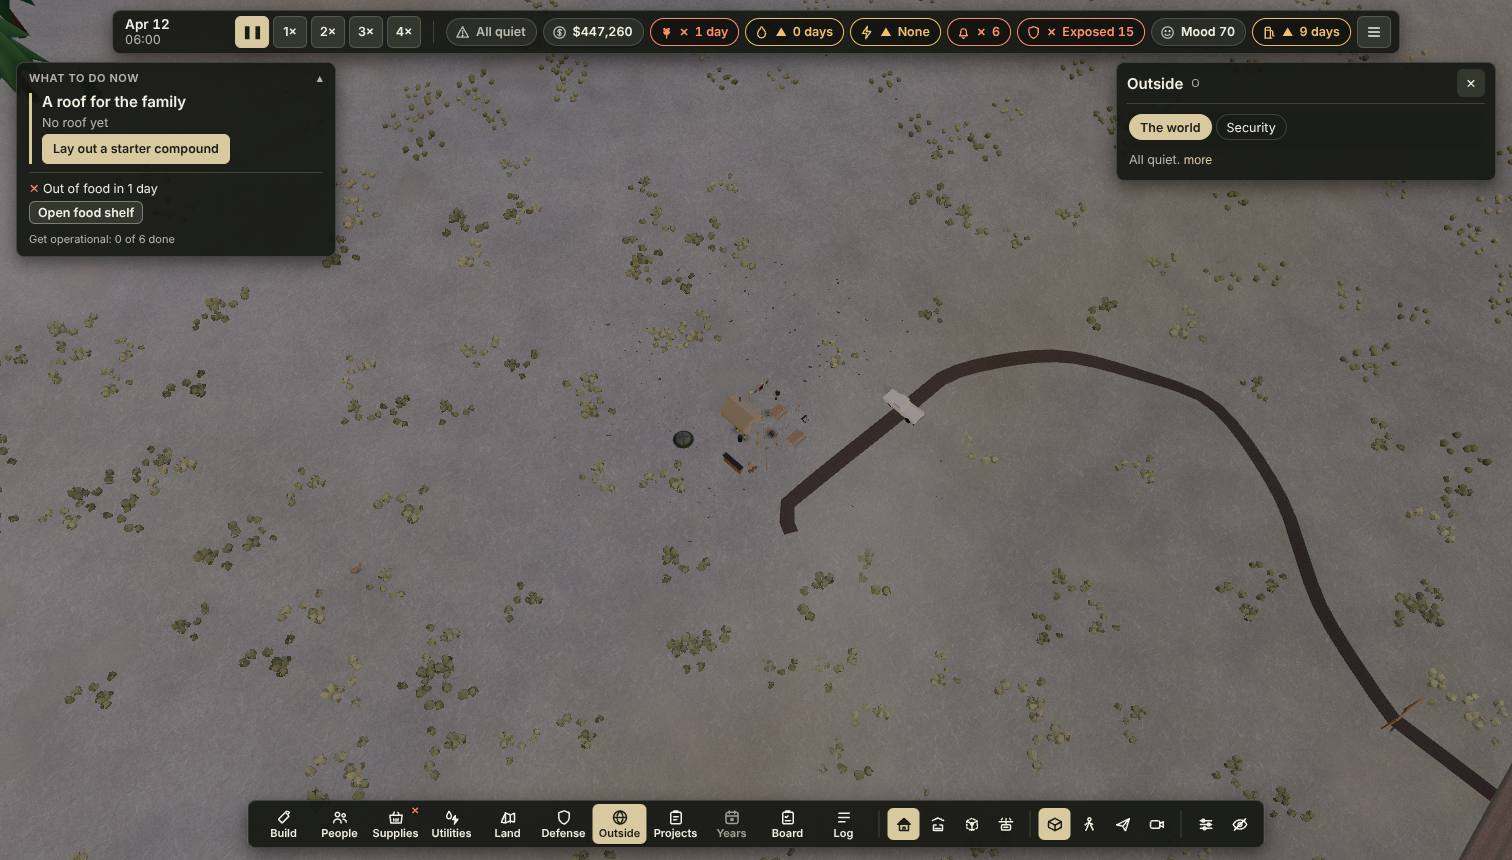 Apr 12
06:00
1×
2×
3×
4×
All quiet
$447,260
× 1 day
0 days
None
× 6
× Exposed 15
Mood 70
9 days
WHAT TO DO NOW
A roof for the family
No roof yet
Lay out a starter compound
× Out of food in 1 day
Open food shelf
Get operational: 0 of 6 done
Outside O
The world
Security
All quiet. more
Build
People
Supplies
Utilities
Land
Defense
Outside
Projects
Years
Board
Log